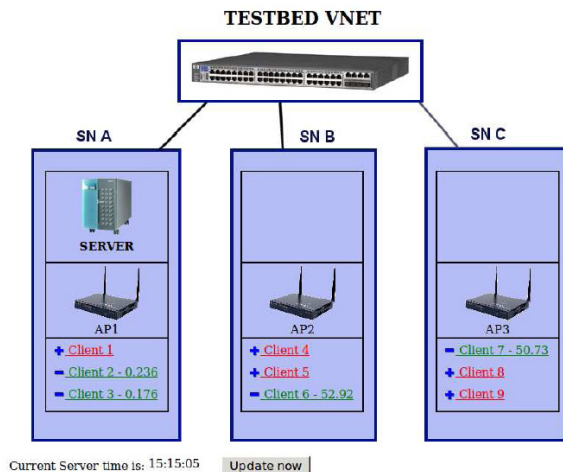 TESTBED VNET
SN A
SN B
SN C
SERVER
AP1
AP2
AP3
+ Client 1
- Client 2 - 0.236
- Client 3 - 0.176
+ Client 4
+ Client 5
- Client 6 - 52.92
- Client 7 - 50.73
+ Client 8
+ Client 9
Current Server time is: 15:15:05
Update now